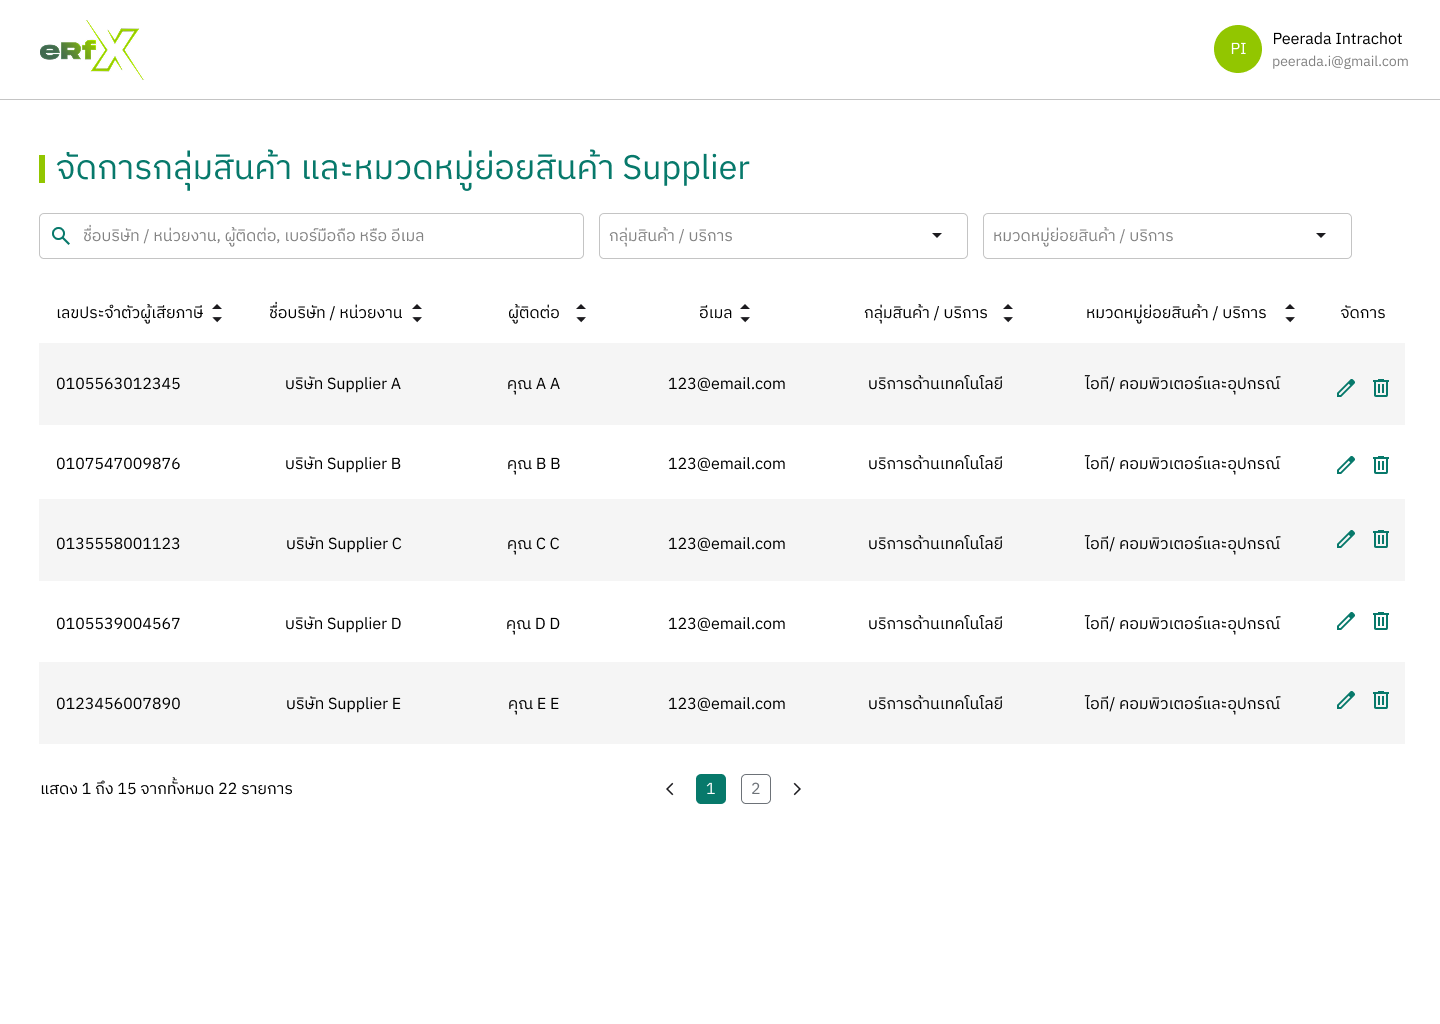 eRfX
PI
Peerada Intrachot
peerada.i@gmail.com
จัดการกลุ่มสินค้า และหมวดหมู่ย่อยสินค้า Supplier
ชื่อบริษัท / หน่วยงาน, ผู้ติดต่อ, เบอร์มือถือ หรือ อีเมล กลุ่มสินค้า / บริการ หมวดหมู่ย่อยสินค้า / บริการ
เลขประจำตัวผู้เสียภาษี ชื่อบริษัท / หน่วยงาน ผู้ติดต่อ อีเมล กลุ่มสินค้า / บริการ หมวดหมู่ย่อยสินค้า / บริการ จัดการ
0105563012345 บริษัท Supplier A คุณ A A 123@email.com บริการด้านเทคโนโลยี ไอที/ คอมพิวเตอร์และอุปกรณ์
0107547009876 บริษัท Supplier B คุณ B B 123@email.com บริการด้านเทคโนโลยี ไอที/ คอมพิวเตอร์และอุปกรณ์
0135558001123 บริษัท Supplier C คุณ C C 123@email.com บริการด้านเทคโนโลยี ไอที/ คอมพิวเตอร์และอุปกรณ์
0105539004567 บริษัท Supplier D คุณ D D 123@email.com บริการด้านเทคโนโลยี ไอที/ คอมพิวเตอร์และอุปกรณ์
0123456007890 บริษัท Supplier E คุณ E E 123@email.com บริการด้านเทคโนโลยี ไอที/ คอมพิวเตอร์และอุปกรณ์
แสดง 1 ถึง 15 จากทั้งหมด 22 รายการ 1 2